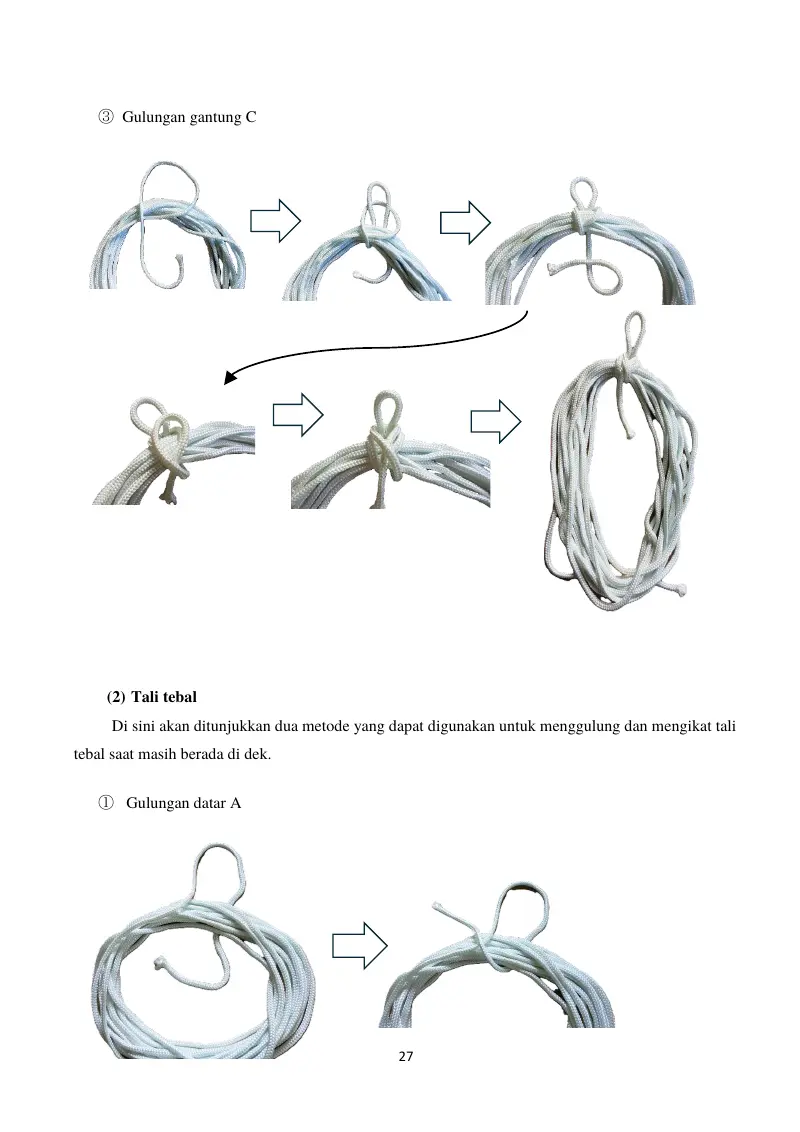 ③ Gulungan gantung C
(2) Tali tebal
Di sini akan ditunjukkan dua metode yang dapat digunakan untuk menggulung dan mengikat tali
tebal saat masih berada di dek.
① Gulungan datar A
27